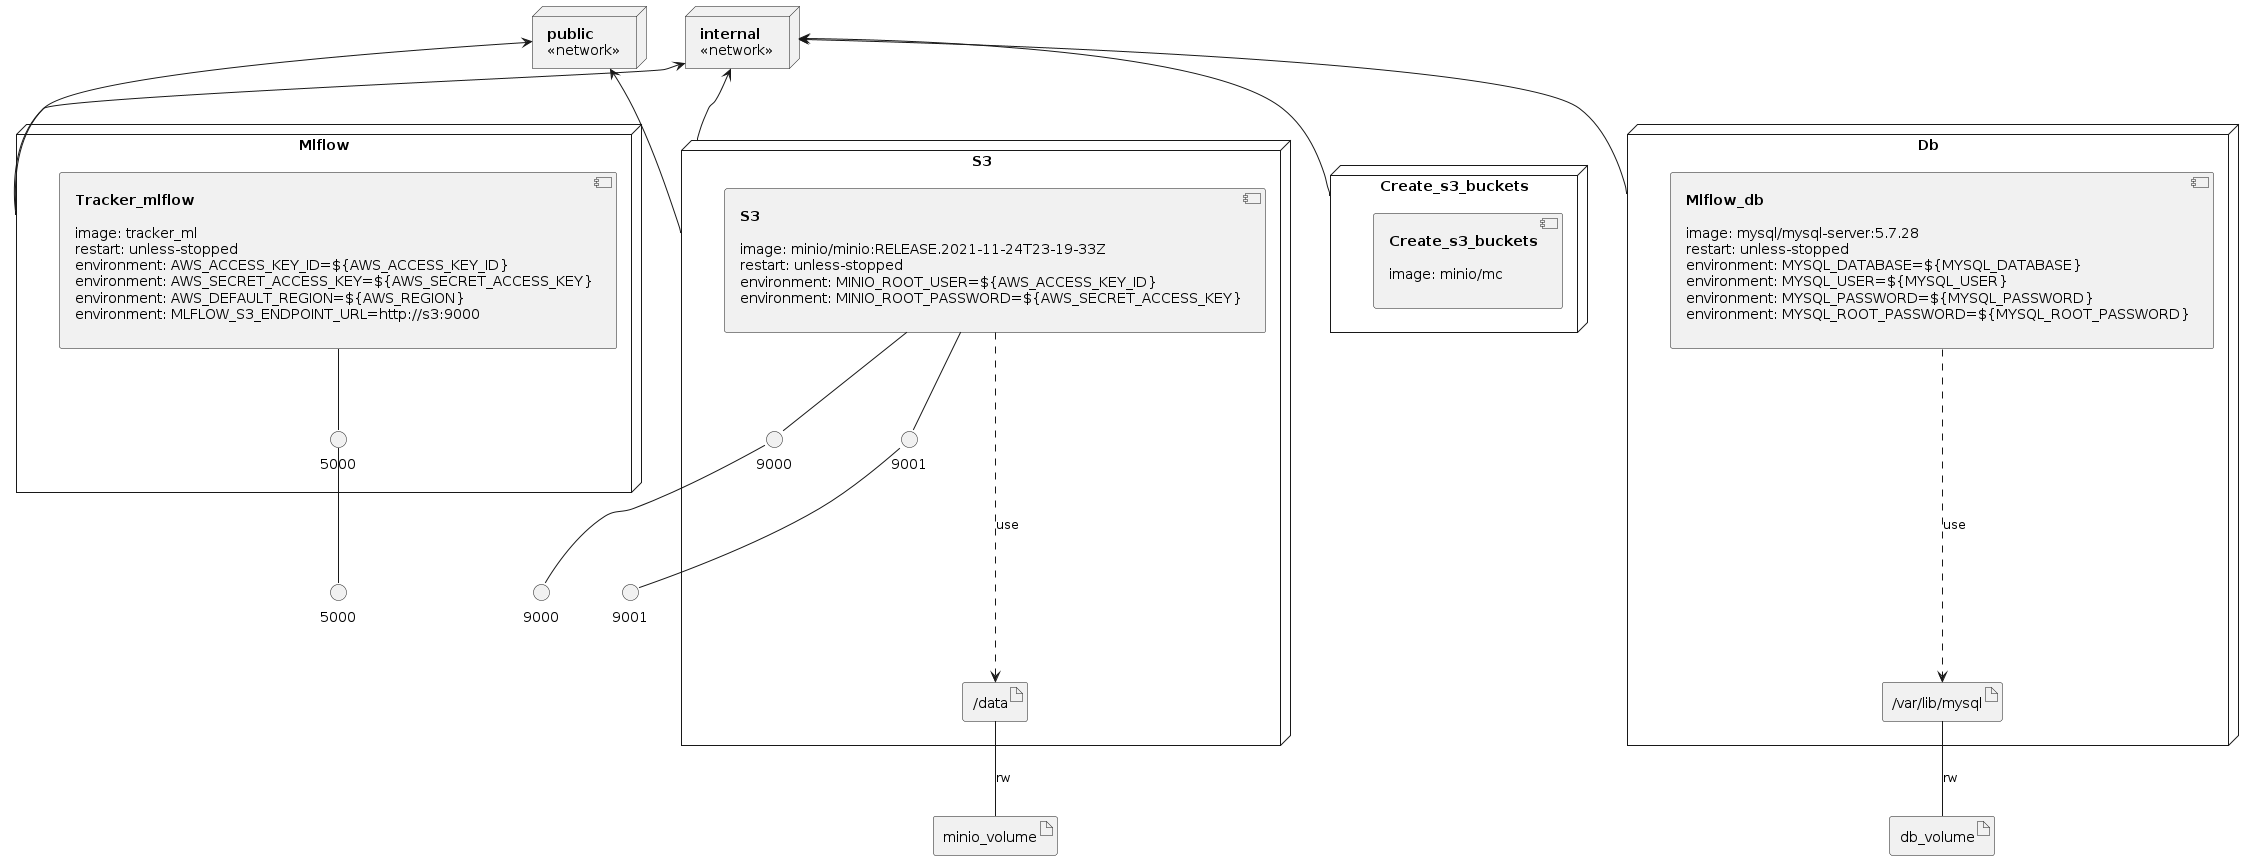 public
«network»
internal
«network»
Mlflow
Tracker_mlflow
image: tracker_ml
restart: unless-stopped
environment: AWS_ACCESS_KEY_ID=${AWS_ACCESS_KEY_ID}
environment: AWS_SECRET_ACCESS_KEY=${AWS_SECRET_ACCESS_KEY}
environment: AWS_DEFAULT_REGION=${AWS_REGION}
environment: MLFLOW_S3_ENDPOINT_URL=http://s3:9000
5000
5000
S3
S3
image: minio/minio:RELEASE.2021-11-24T23-19-33Z
restart: unless-stopped
environment: MINIO_ROOT_USER=${AWS_ACCESS_KEY_ID}
environment: MINIO_ROOT_PASSWORD=${AWS_SECRET_ACCESS_KEY}
9000
9001
use
9000
9001
/data
rw
minio_volume
Create_s3_buckets
Create_s3_buckets
image: minio/mc
Db
Mlflow_db
image: mysql/mysql-server:5.7.28
restart: unless-stopped
environment: MYSQL_DATABASE=${MYSQL_DATABASE}
environment: MYSQL_USER=${MYSQL_USER}
environment: MYSQL_PASSWORD=${MYSQL_PASSWORD}
environment: MYSQL_ROOT_PASSWORD=${MYSQL_ROOT_PASSWORD}
use
/var/lib/mysql
rw
db_volume